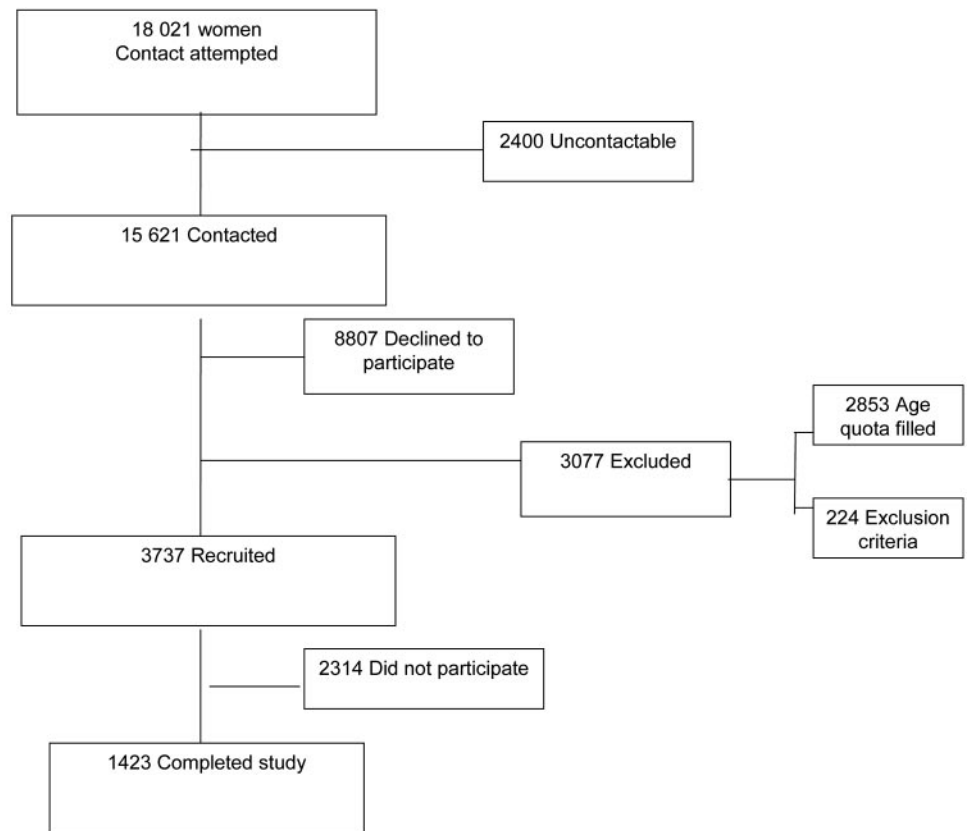 18 021 women
Contact attempted
2400 Uncontactable
15 621 Contacted
8807 Declined to
participate
2853 Age
quota filled
3077 Excluded
224 Exclusion
criteria
3737 Recruited
2314 Did not participate
1423 Completed study